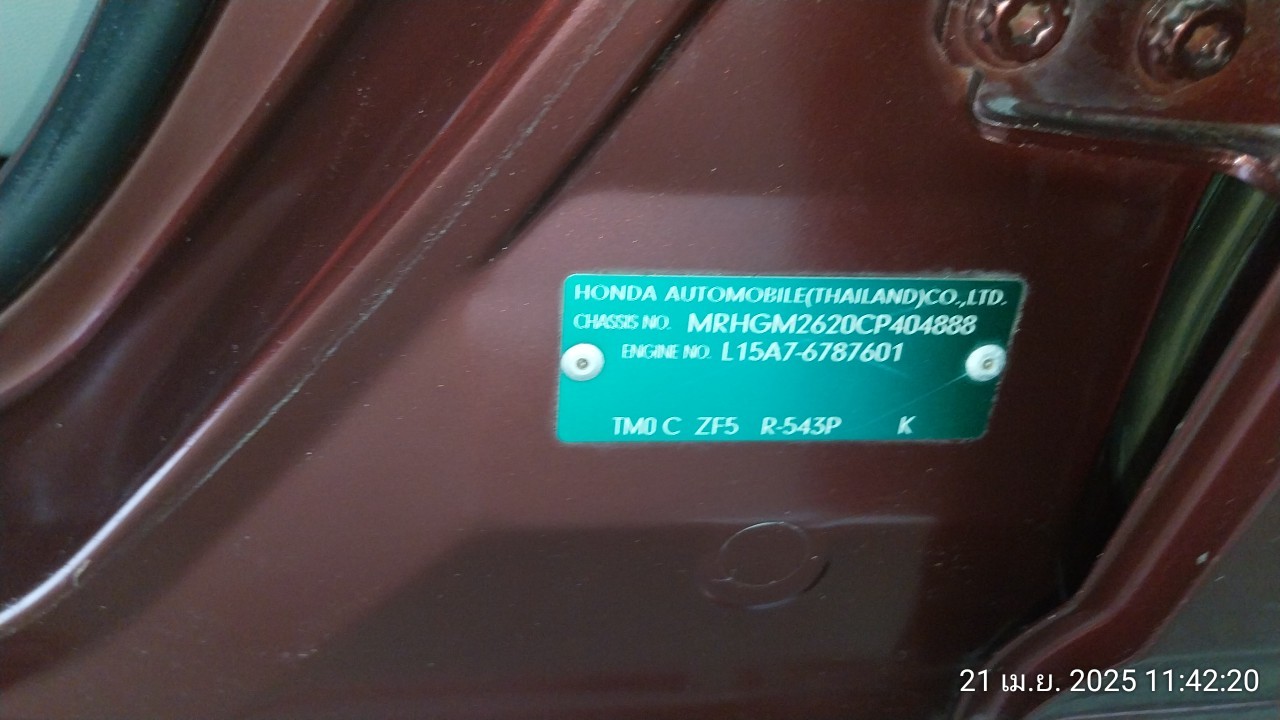 HONDA AUTOMOBILE(THAILAND)CO.,LTD.
CHASSIS NO. MRHGM2620CP404888
ENGINE NO. L15A7-6787601
TM0 C ZF5 R-543P K
21 เม.ย. 2025 11:42:20